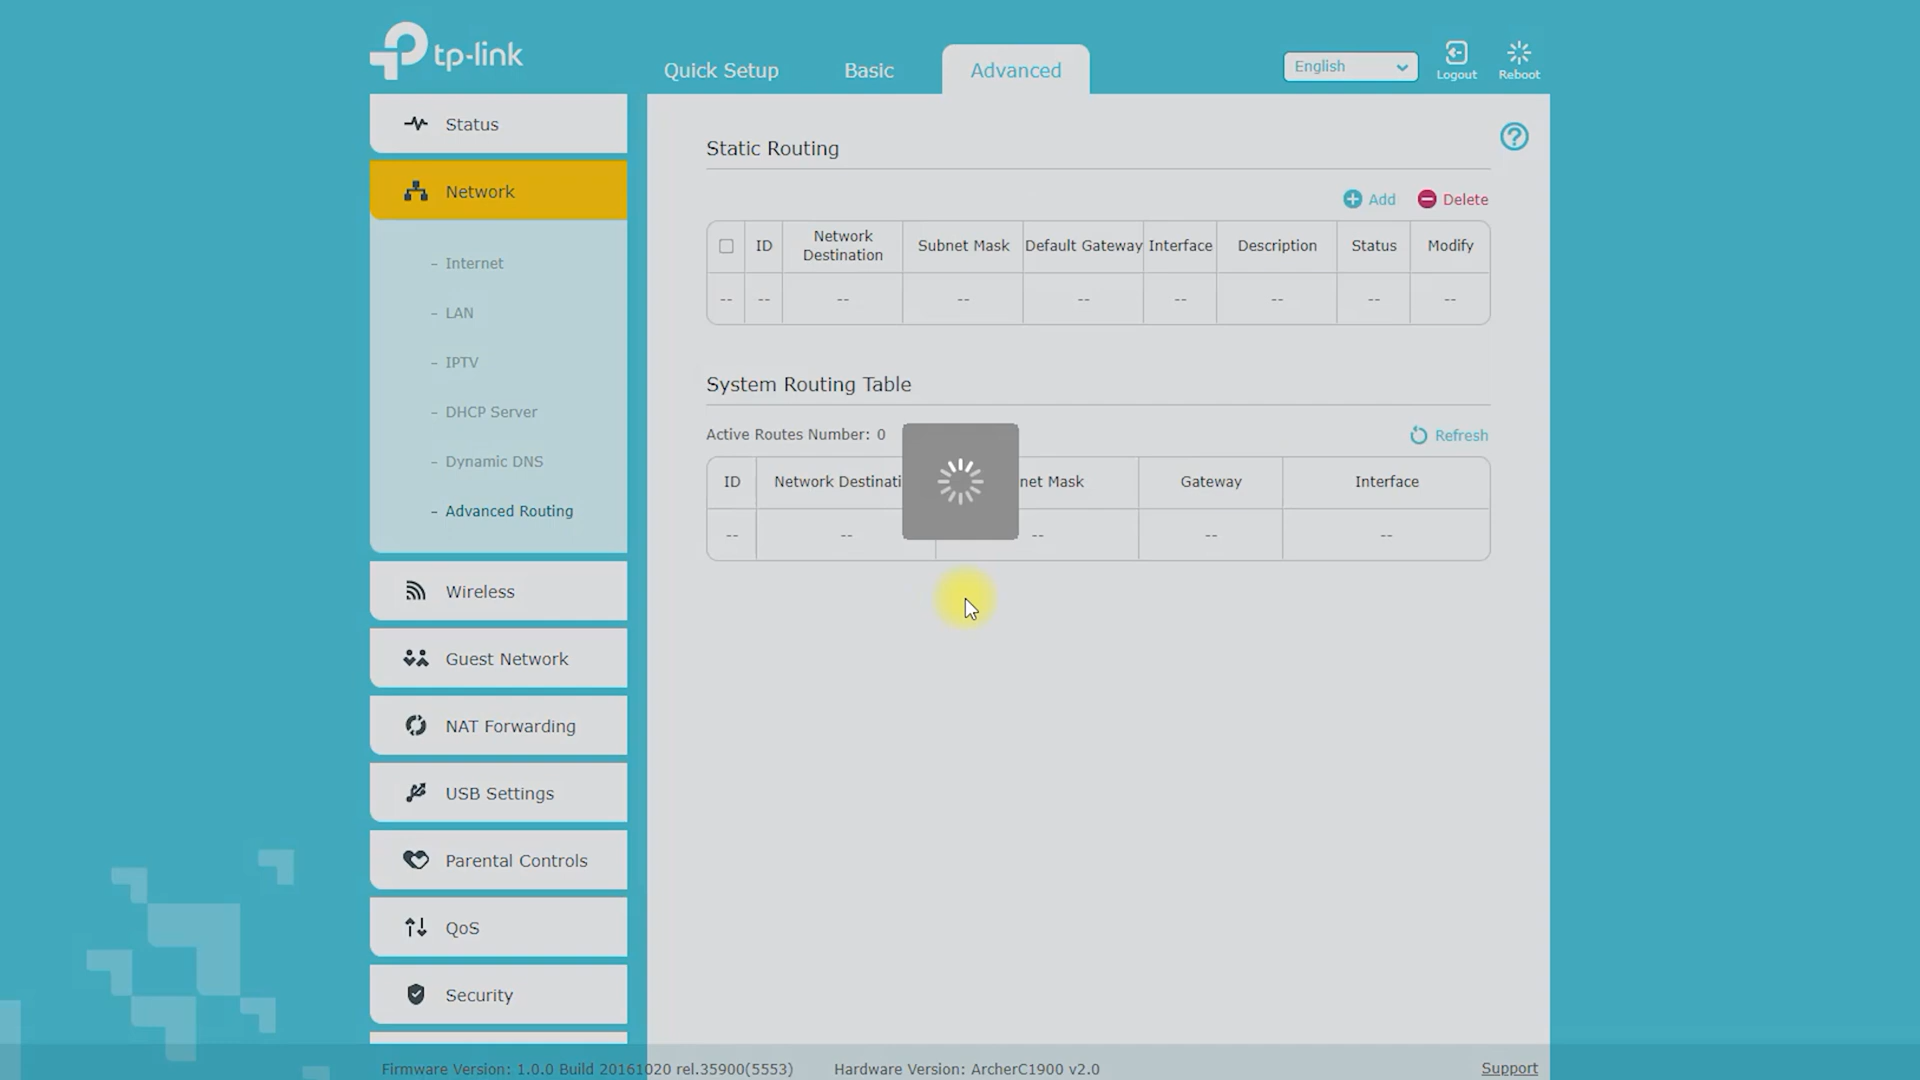 tp-link
Quick Setup
Basic
Advanced
English
Logout
Reboot
Status
Network
- Internet
- LAN
- IPTV
- DHCP Server
- Dynamic DNS
- Advanced Routing
Wireless
Guest Network
NAT Forwarding
USB Settings
Parental Controls
QoS
Security
Static Routing
Add
Delete
ID
Network
Destination
Subnet Mask
Default Gateway
Interface
Description
Status
Modify
-- -- -- -- -- -- -- -- --
System Routing Table
Active Routes Number: 0
Refresh
ID
Network Destinati
net Mask
Gateway
Interface
-- -- -- -- --
Firmware Version: 1.0.0 Build 20161020 rel.35900(5553)
Hardware Version: ArcherC1900 v2.0
Support